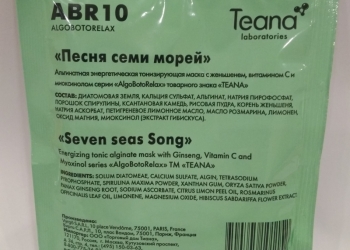 ABR10
ALGOBOTORELAX
Teana
laboratories
«Песня семи морей»
Альгинатная энергетическая тонизирующая маска с женьшенем, витамином С и
миоксинолом серии «AlgoBotoRelax» товарного знака «TEANA»
СОСТАВ: ДИАТОМОВАЯ ЗЕМЛЯ, КАЛЬЦИЯ СУЛЬФАТ, АЛЬГИНАТ, НАТРИЯ ПИРОФОСФАТ,
ПОРОШОК СПИРУЛИНЫ, КСАНТАНОВАЯ КАМЕДЬ, РИСОВАЯ ПУДРА, КОРЕНЬ ЖЕНЬШЕНЯ,
НАТРИЯ АСКОРБАТ, ПЕПЕЛЬНОЕ ЛИМОННОЕ МАСЛО, МАСЛО РОЗМАРИНА, ЛИМОНЕН,
ОКСИД МАГНИЯ, МИОКСИНОЛ (ЭКСТРАКТ ГИБИСКУСА).
«Seven seas Song»
Energizing tonic alginate mask with Ginseng, Vitamin C and
Myoxinol series «AlgoBotoRelax» TM «TEANA»
INGREDIENTS: SOLUM DIATOMEAE, CALCIUM SULFATE, ALGIN, TETRASODIUM
PYROPHOSPHATE, SPIRULINA MAXIMA POWDER, XANTHAN GUM, ORYZA SATIVA POWDER,
PANAX GINSENG ROOT, SODIUM ASCORBATE, CITRUS LIMON PEEL OIL, ROSMARINUS
OFFICINALIS LEAF OIL, LIMONENE, MAGNESIUM OXIDE, HIBISCUS SABDARIFFA FLOWER EXTRACT